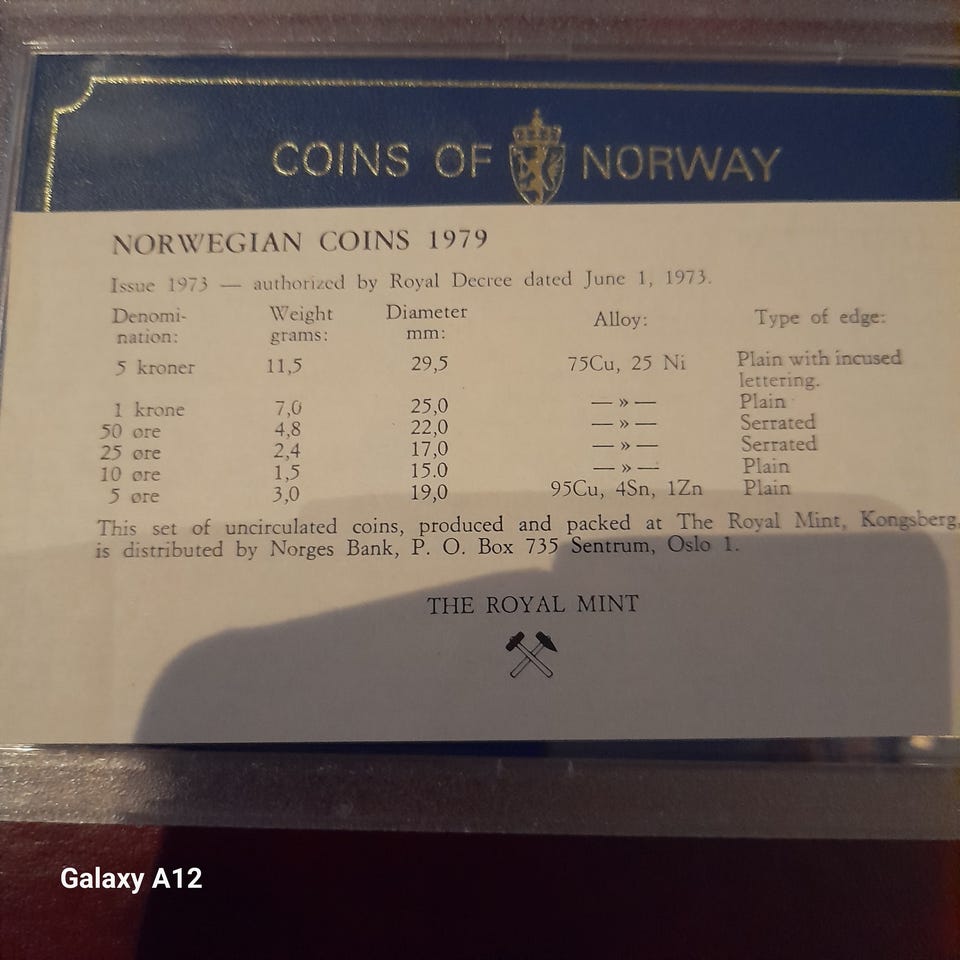 COINS OF NORWAY
NORWEGIAN COINS 1979
Issue 1973 — authorized by Royal Decree dated June 1, 1973.
Denomi- Weight Diameter Alloy: Type of edge:
nation: grams: mm:
5 kroner 11,5 29,5 75Cu, 25 Ni Plain with incused
lettering.
1 krone 7,0 25,0 — » — Plain
50 øre 4,8 22,0 — » — Serrated
25 øre 2,4 17,0 — » — Serrated
10 øre 1,5 15.0 — » — Plain
5 øre 3,0 19,0 95Cu, 4Sn, 1Zn Plain
This set of uncirculated coins, produced and packed at The Royal Mint, Kongsberg,
is distributed by Norges Bank, P. O. Box 735 Sentrum, Oslo 1.
THE ROYAL MINT
Galaxy A12